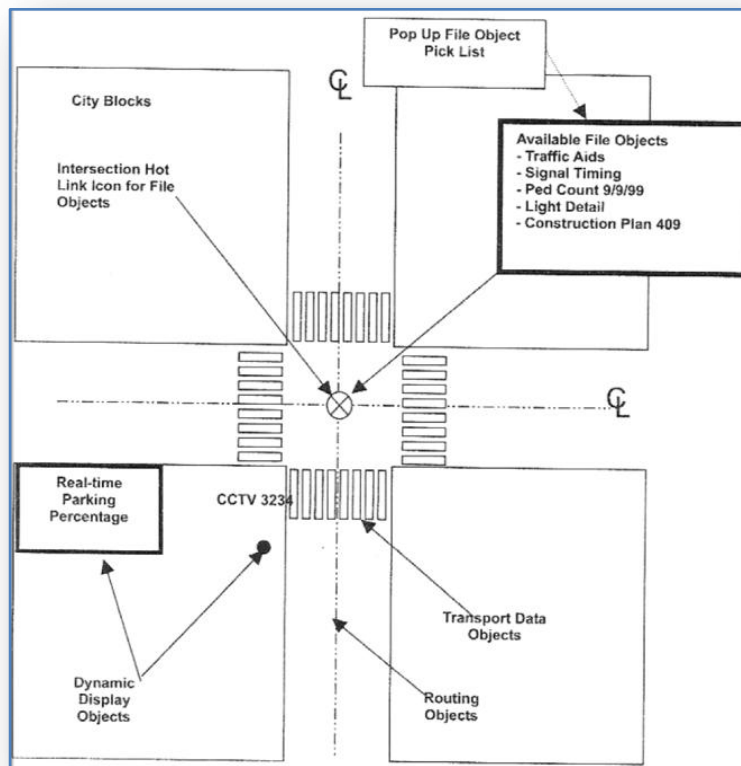 Pop Up File Object
Pick List
City Blocks
℄
Available File Objects
- Traffic Aids
- Signal Timing
- Ped Count 9/9/99
- Light Detail
- Construction Plan 409
Intersection Hot
Link Icon for File
Objects
℄
Real-time
Parking
Percentage
CCTV 3234
Transport Data
Objects
Dynamic
Display
Objects
Routing
Objects